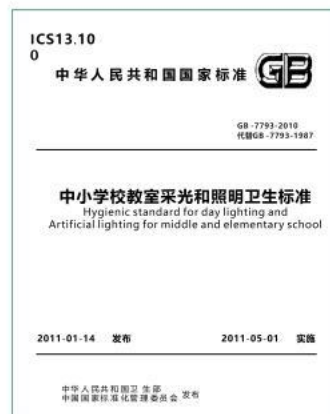 ICS13.10
0
中华人民共和国国家标准 GB
GB -7793-2010
代替GB -7793-1987
中小学校教室采光和照明卫生标准
Hygienic standard for day lighting and
Artificial lighting for middle and elementary school
2011-01-14 发布 2011-05-01 实施
中华人民共和国卫 生部
中国国家标准化管理委员会 发布